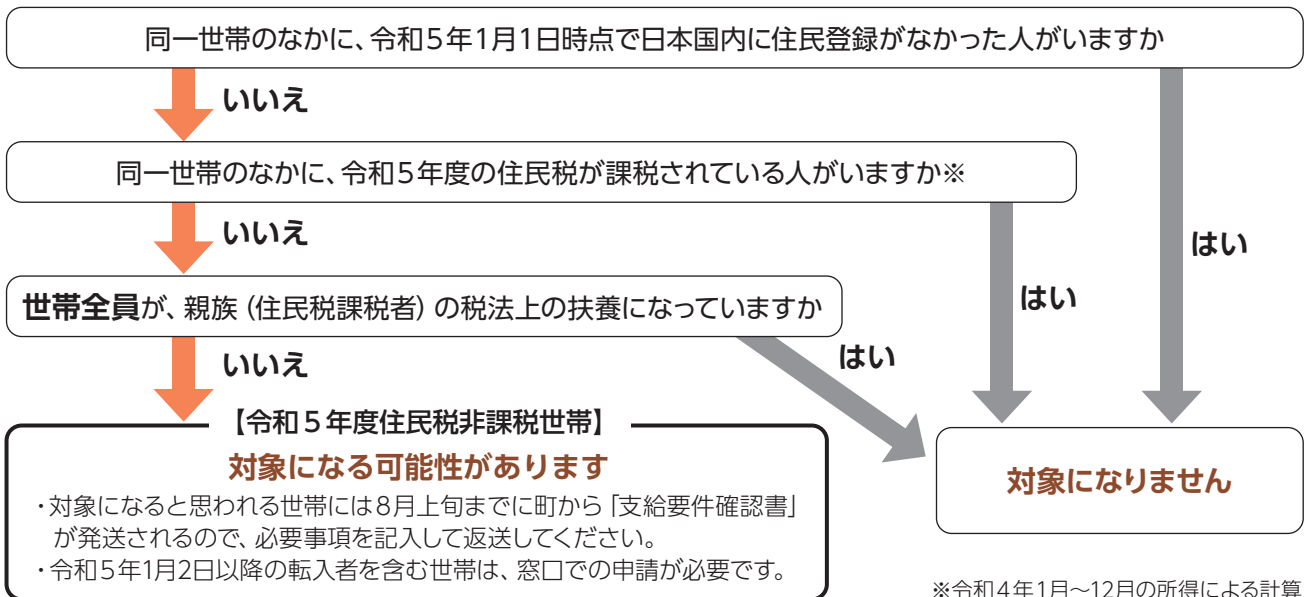 同一世帯のなかに、令和5年1月1日時点で日本国内に住民登録がなかった人がいますか
いいえ
同一世帯のなかに、令和5年度の住民税が課税されている人がいますか※
いいえ
はい
世帯全員が、親族（住民税課税者）の税法上の扶養になっていますか
はい
いいえ
はい
【令和5年度住民税非課税世帯】
対象になる可能性があります
・対象になると思われる世帯には8月上旬までに町から「支給要件確認書」
が発送されるので、必要事項を記入して返送してください。
・令和5年1月2日以降の転入者を含む世帯は、窓口での申請が必要です。
対象になりません
※令和4年1月～12月の所得による計算